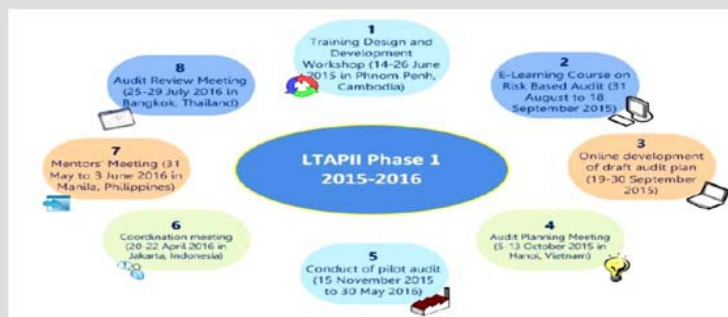 1
Training Design and
Development
Workshop (14-26 June
2015 in Phnom Penh,
Cambodia)
2
E-Learning Course on
Risk Based Audit (31
August to 18
September 2015)
3
Online development
of draft audit plan
(19-30 September
2015)
4
Audit Planning Meeting
(5-13 October 2015 in
Hanoi, Vietnam)
5
Conduct of pilot audit
(15 November 2015
to 30 May 2016)
6
Coordination meeting
(20-22 April 2016 in
Jakarta, Indonesia)
7
Mentors' Meeting (31
May to 3 June 2016 in
Manila, Philippines)
8
Audit Review Meeting
(25-29 July 2016 in
Bangkok, Thailand)
LTAPII Phase 1
2015-2016